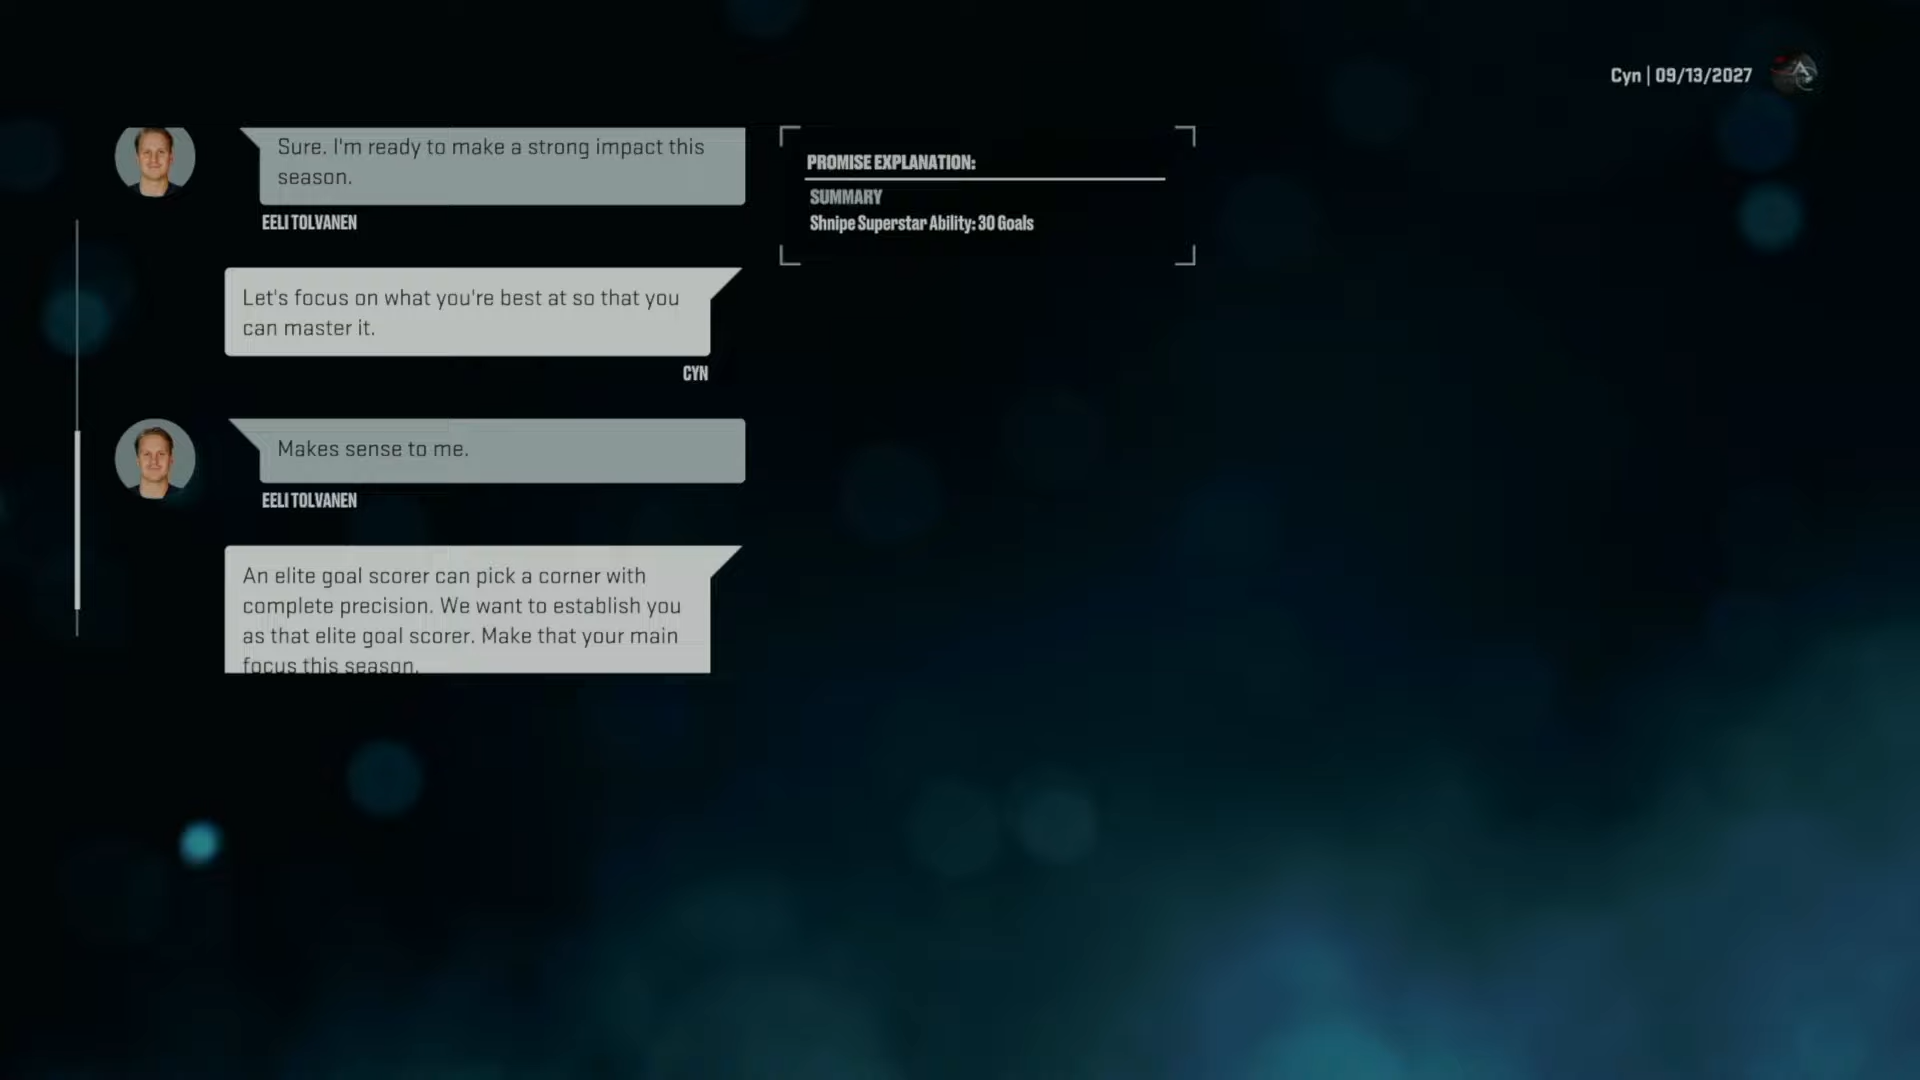 Cyn | 09/13/2027
Sure. I'm ready to make a strong impact this
season.
EELI TOLVANEN
Let's focus on what you're best at so that you
can master it.
CYN
Makes sense to me.
EELI TOLVANEN
An elite goal scorer can pick a corner with
complete precision. We want to establish you
as that elite goal scorer. Make that your main
focus this season.
PROMISE EXPLANATION:
SUMMARY
Shnipe Superstar Ability: 30 Goals